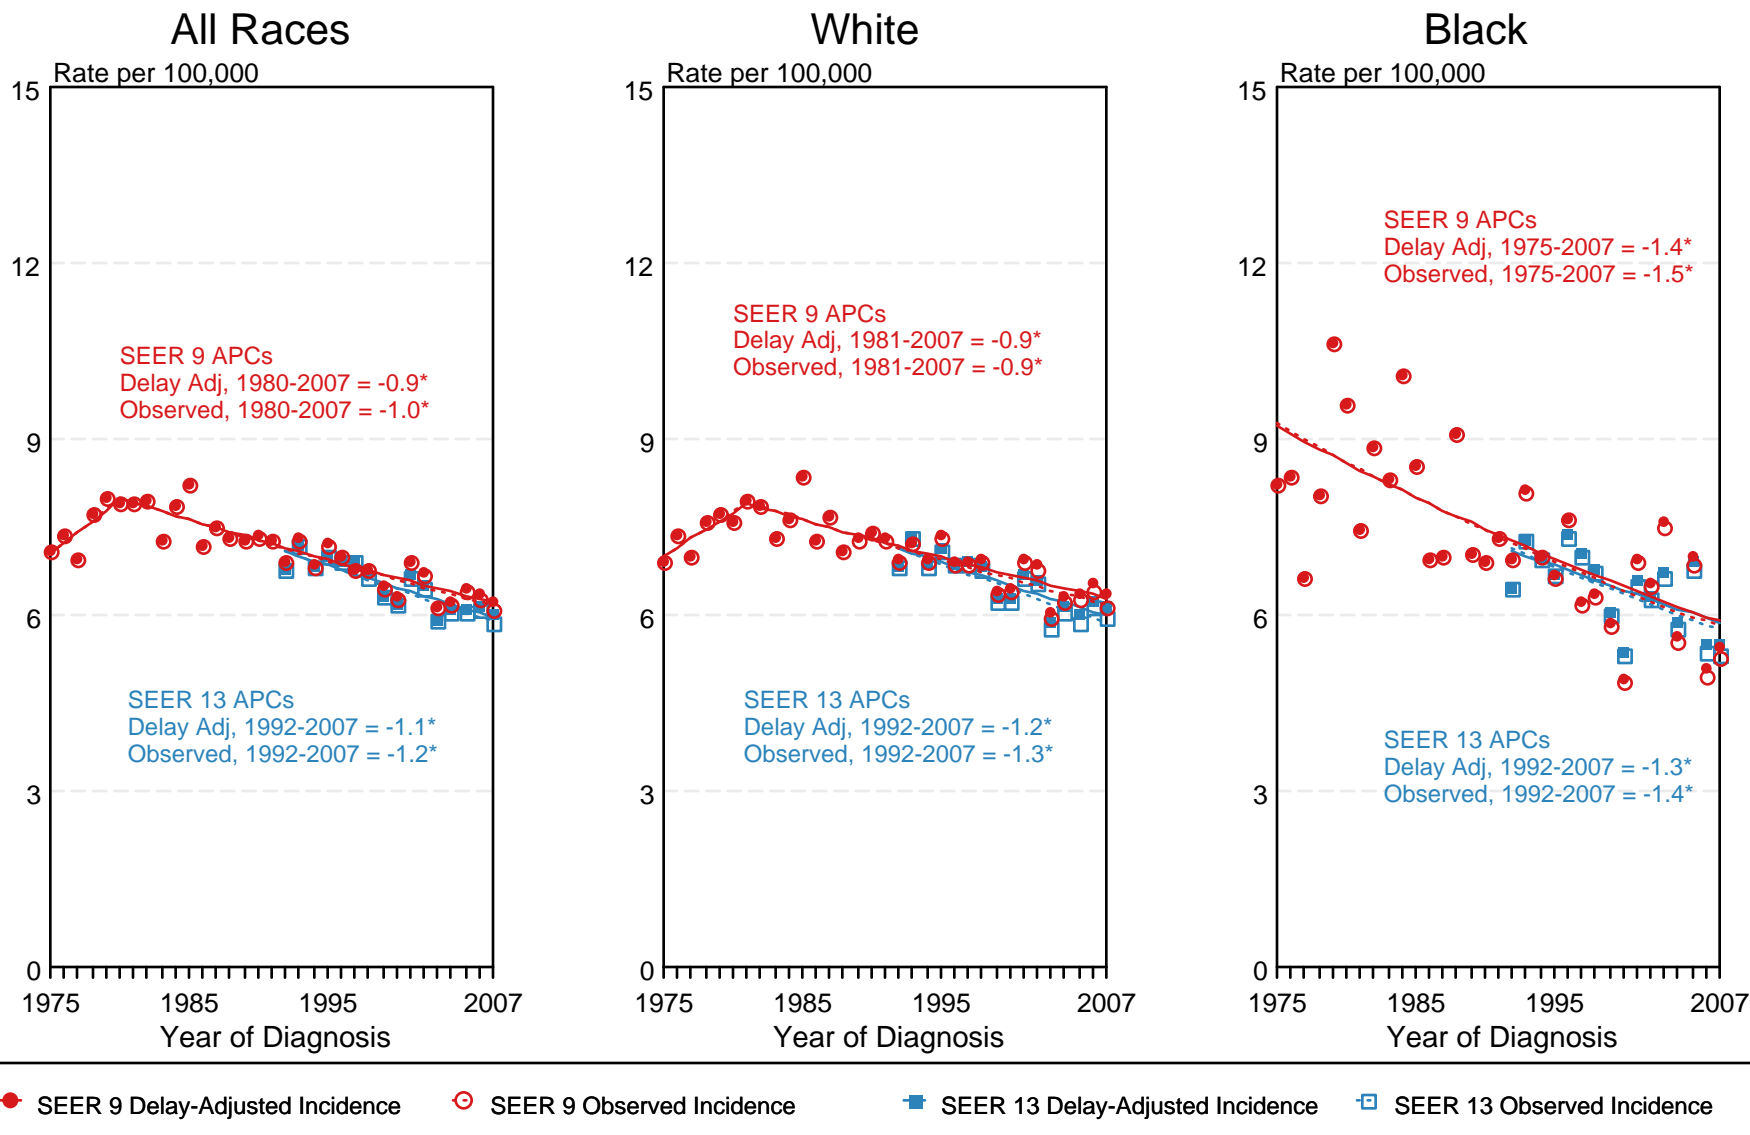 All Races
Rate per 100,000
15
12
9
6
3
0
SEER 9 APCs
Delay Adj, 1980-2007 = -0.9*
Observed, 1980-2007 = -1.0*
SEER 13 APCs
Delay Adj, 1992-2007 = -1.1*
Observed, 1992-2007 = -1.2*
1975 1985 1995 2007
Year of Diagnosis
White
Rate per 100,000
15
12
9
6
3
0
SEER 9 APCs
Delay Adj, 1981-2007 = -0.9*
Observed, 1981-2007 = -0.9*
SEER 13 APCs
Delay Adj, 1992-2007 = -1.2*
Observed, 1992-2007 = -1.3*
1975 1985 1995 2007
Year of Diagnosis
Black
Rate per 100,000
15
12
9
6
3
0
SEER 9 APCs
Delay Adj, 1975-2007 = -1.4*
Observed, 1975-2007 = -1.5*
SEER 13 APCs
Delay Adj, 1992-2007 = -1.3*
Observed, 1992-2007 = -1.4*
1975 1985 1995 2007
Year of Diagnosis
SEER 9 Delay-Adjusted Incidence SEER 9 Observed Incidence SEER 13 Delay-Adjusted Incidence SEER 13 Observed Incidence